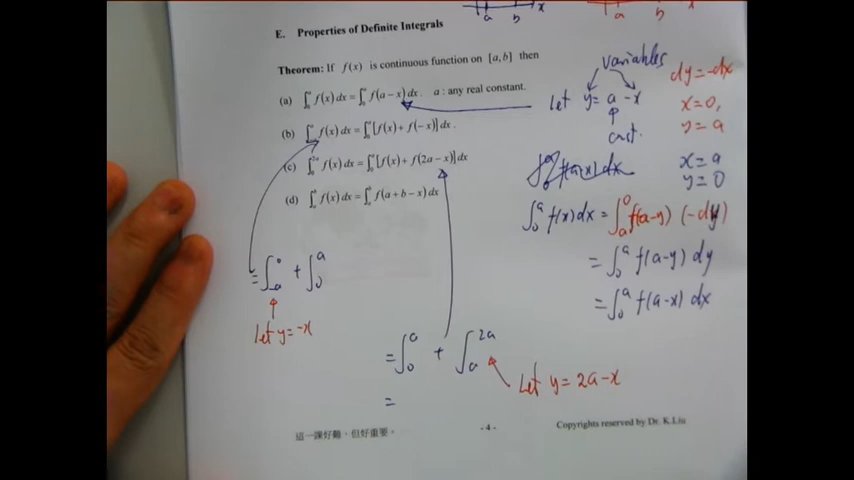 a b x
a b x
E. Properties of Definite Integrals
Theorem: If f(x) is continuous function on [a,b] then
(a) ∫₀ᵃ f(x)dx = ∫₀ᵃ f(a−x)dx. a : any real constant.
(b) ∫₋ₐᵃ f(x)dx = ∫₀ᵃ [f(x)+f(−x)]dx.
(c) ∫₀²ᵃ f(x)dx = ∫₀ᵃ [f(x)+f(2a−x)]dx
(d) ∫ₐᵇ f(x)dx = ∫ₐᵇ f(a+b−x)dx
variables
Let y = a −x
const.
dy = −dx
x=0,
y=a
x=a
y=0
∫₀ᵃ f(x)dx = ∫ₐ⁰ f(a−y) (−dy)
= ∫₀ᵃ f(a−y) dy
= ∫₀ᵃ f(a−x) dx
= ∫₋ₐ⁰ + ∫₀ᵃ
Let y=−x
= ∫₀ᵃ + ∫ₐ²ᵃ
Let y = 2a−x
=
這一課好難，但好重要。
- 4 -
Copyrights reserved by Dr. K.Liu